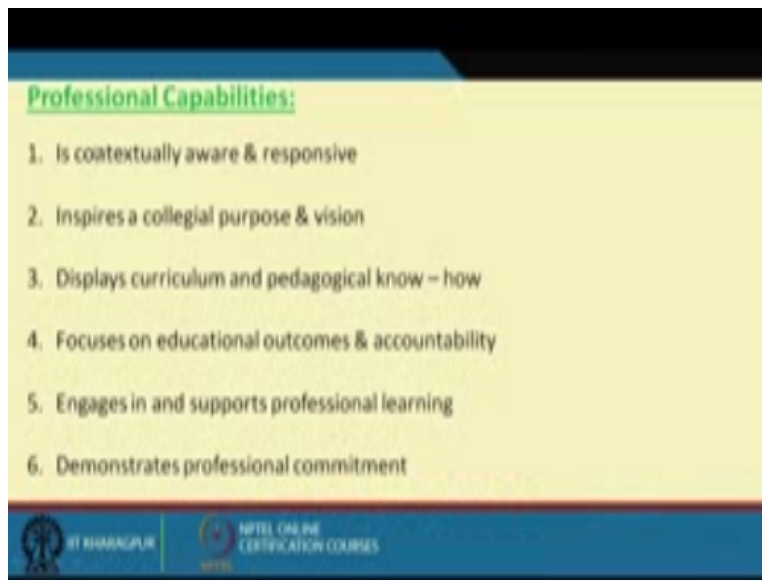 Professional Capabilities:
1. Is coatextually aware & responsive
2. Inspires a collegial purpose & vision
3. Displays curriculum and pedagogical know – how
4. Focuses on educational outcomes & accountability
5. Engages in and supports professional learning
6. Demonstrates professional commitment
IIT KHARAGPUR
NPTEL ONLINE
CERTIFICATION COURSES
NPTEL